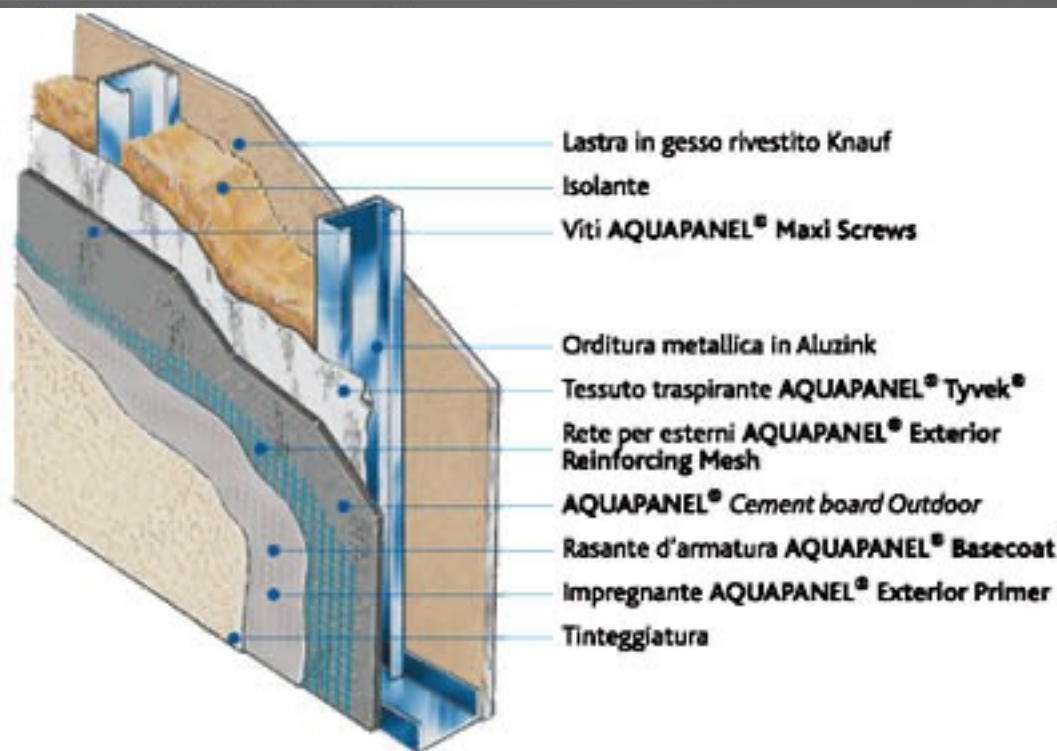 Lastra in gesso rivestito Knauf
Isolante
Viti AQUAPANEL® Maxi Screws
Orditura metallica in Aluzink
Tessuto traspirante AQUAPANEL® Tyvek®
Rete per esterni AQUAPANEL® Exterior
Reinforcing Mesh
AQUAPANEL® Cement board Outdoor
Rasante d'armatura AQUAPANEL® Basecoat
Impregnante AQUAPANEL® Exterior Primer
Tinteggiatura